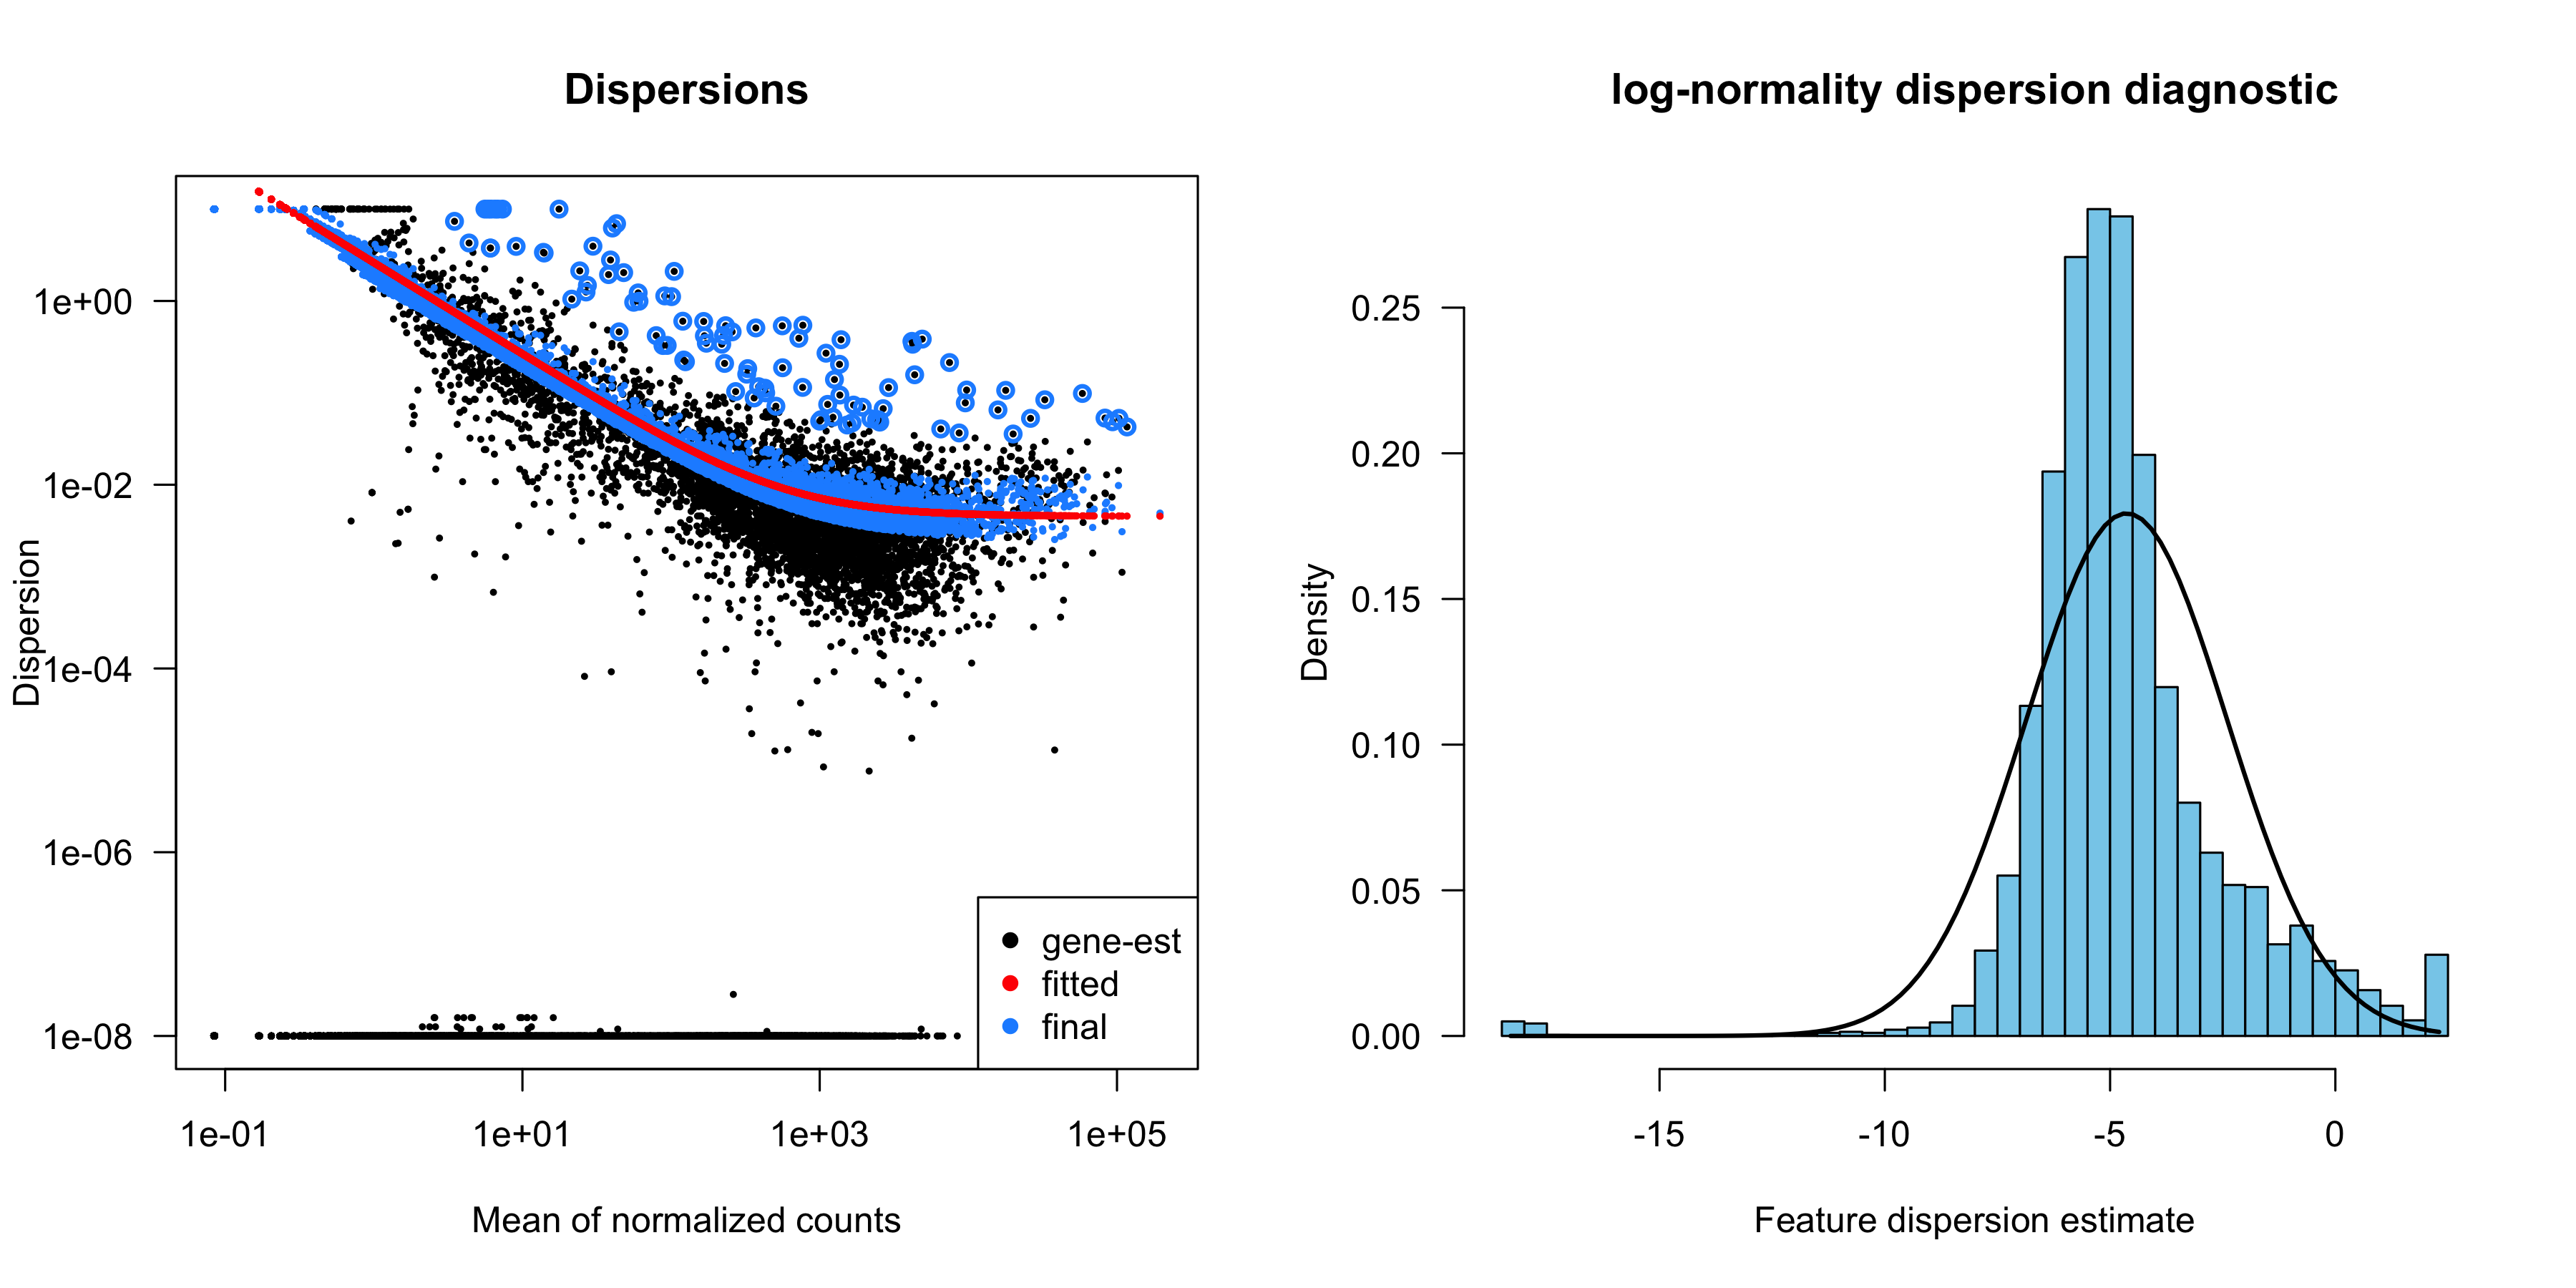 Dispersions
Dispersion
1e+00
1e-02
1e-04
1e-06
1e-08
gene-est
fitted
final
1e-01 1e+01 1e+03 1e+05
Mean of normalized counts
log-normality dispersion diagnostic
Density
0.25
0.20
0.15
0.10
0.05
0.00
-15 -10 -5 0
Feature dispersion estimate